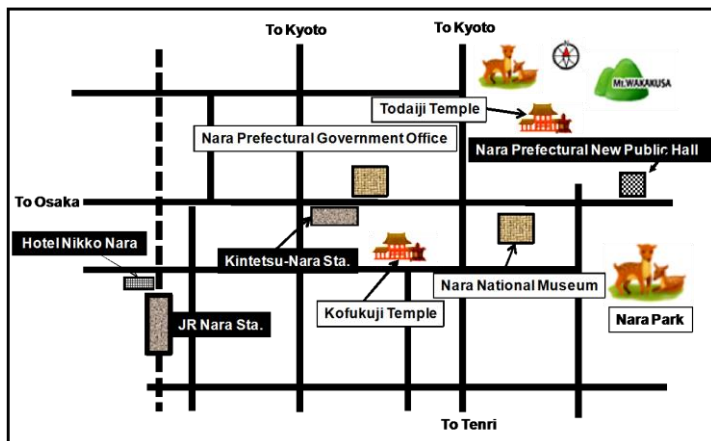 To Kyoto
To Kyoto
Mt.WAKAKUSA
Todaiji Temple
Nara Prefectural Government Office
Nara Prefectural New Public Hall
To Osaka
Hotel Nikko Nara
Kintetsu-Nara Sta.
Nara National Museum
Kofukuji Temple
JR Nara Sta.
Nara Park
To Tenri